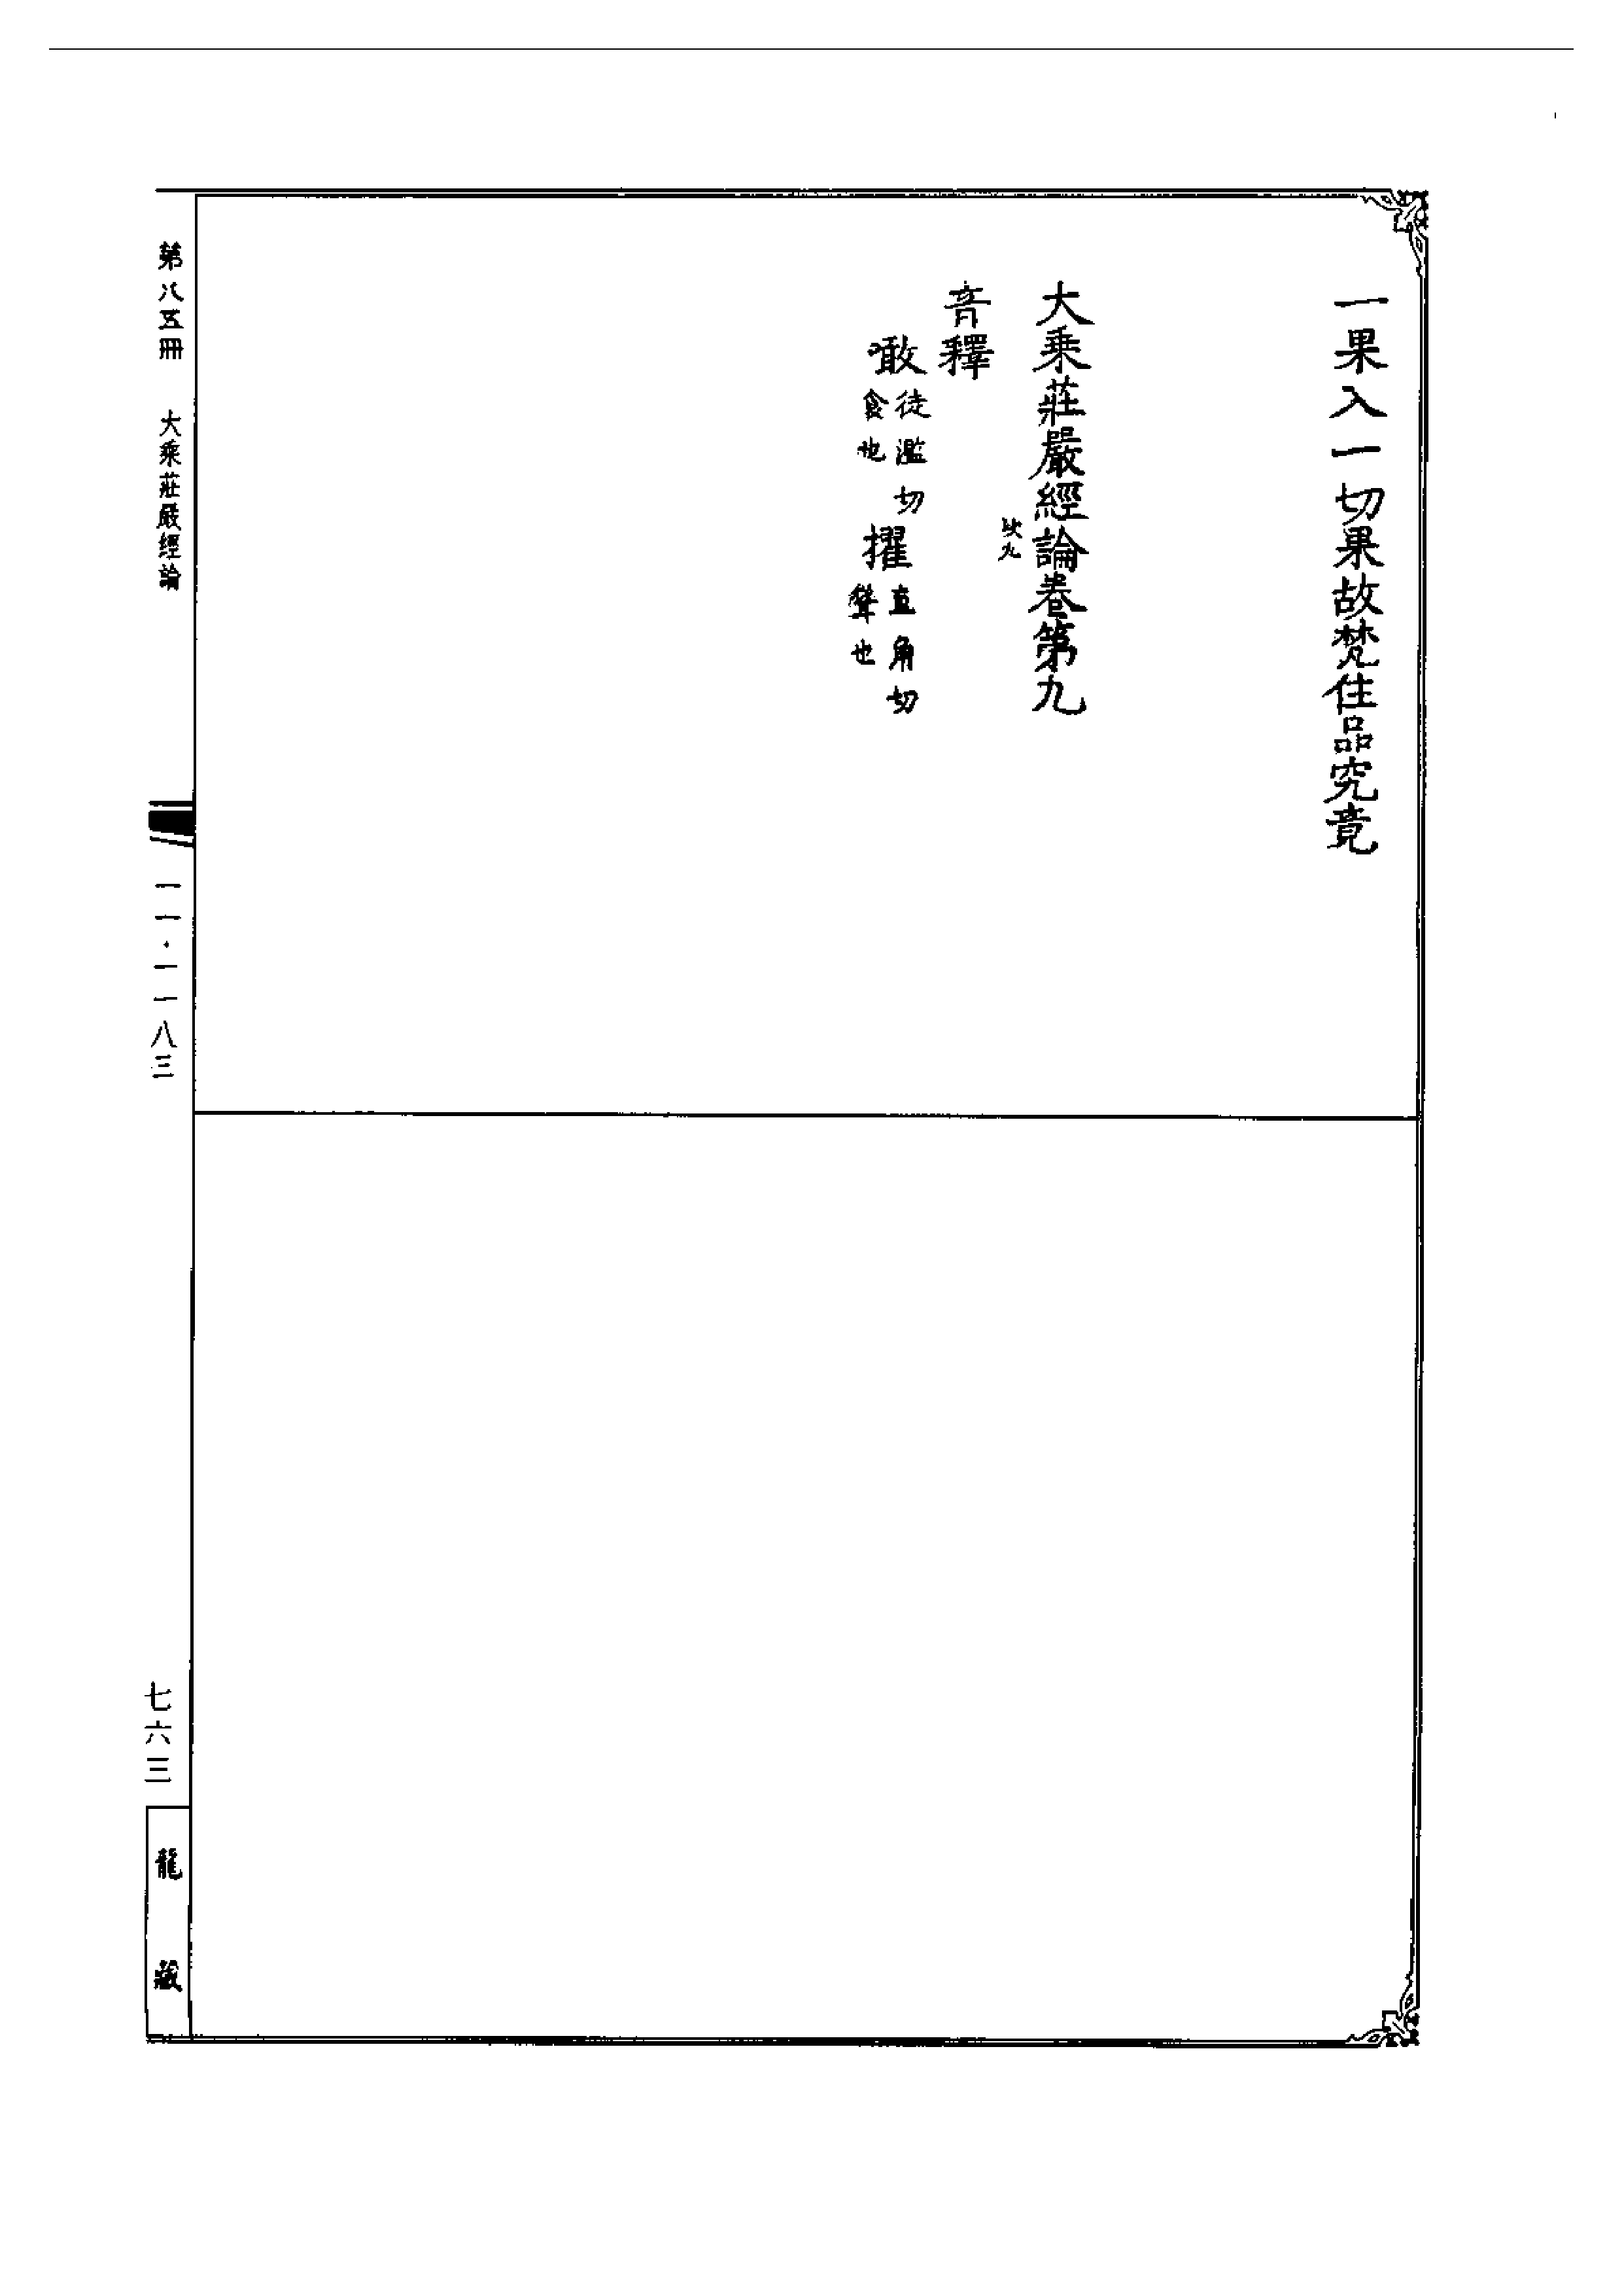 一果入一切果故梵住品究竟
大乘莊嚴經論卷第九
九
音釋
噉徒濫切食也擢直角切聳也
第八五冊 大乘莊嚴經論
一一·一一八三
七六三
龍藏